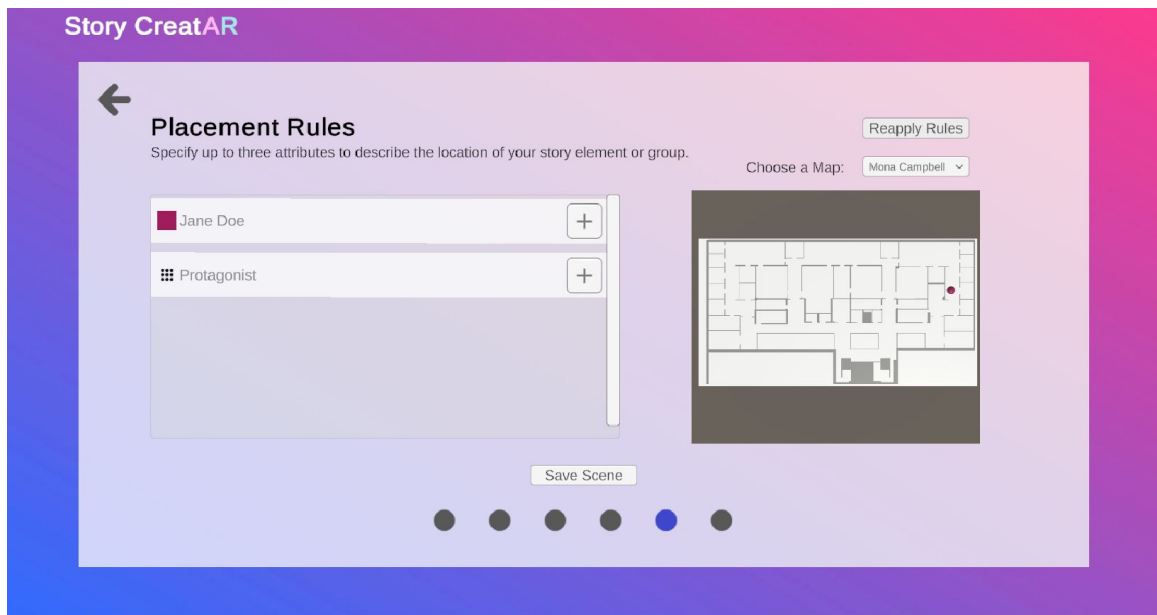 Story CreatAR
Placement Rules
Specify up to three attributes to describe the location of your story element or group.
Reapply Rules
Choose a Map: Mona Campbell
Jane Doe
Protagonist
Save Scene